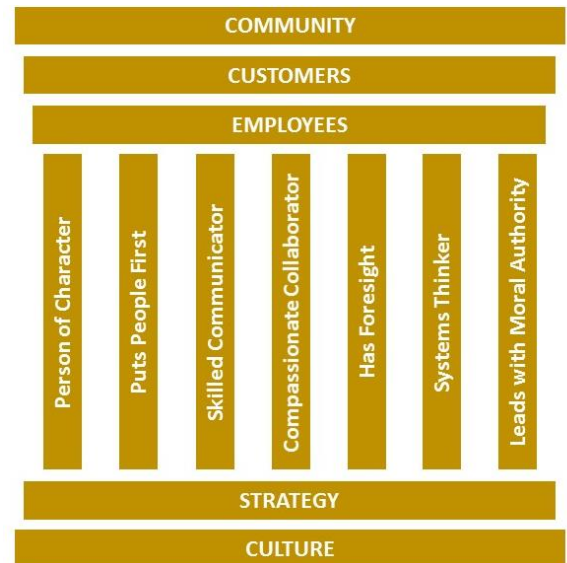 COMMUNITY
CUSTOMERS
EMPLOYEES
Person of Character
Puts People First
Skilled Communicator
Compassionate Collaborator
Has Foresight
Systems Thinker
Leads with Moral Authority
STRATEGY
CULTURE